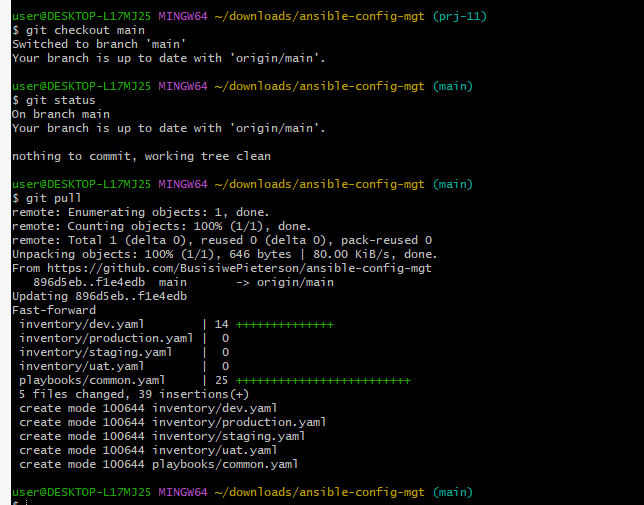 user@DESKTOP-L17MJ25 MINGW64 ~/downloads/ansible-config-mgt (prj-11)
$ git checkout main
Switched to branch 'main'
Your branch is up to date with 'origin/main'.
user@DESKTOP-L17MJ25 MINGW64 ~/downloads/ansible-config-mgt (main)
$ git status
On branch main
Your branch is up to date with 'origin/main'.
nothing to commit, working tree clean
user@DESKTOP-L17MJ25 MINGW64 ~/downloads/ansible-config-mgt (main)
$ git pull
remote: Enumerating objects: 1, done.
remote: Counting objects: 100% (1/1), done.
remote: Total 1 (delta 0), reused 0 (delta 0), pack-reused 0
Unpacking objects: 100% (1/1), 646 bytes | 80.00 KiB/s, done.
From https://github.com/BusisiwePieterson/ansible-config-mgt
   896d5eb..f1e4edb  main       -> origin/main
Updating 896d5eb..f1e4edb
Fast-forward
 inventory/dev.yaml        | 14 ++++++++++++++
 inventory/production.yaml |  0
 inventory/staging.yaml    |  0
 inventory/uat.yaml        |  0
 playbooks/common.yaml     | 25 +++++++++++++++++++++++++
 5 files changed, 39 insertions(+)
 create mode 100644 inventory/dev.yaml
 create mode 100644 inventory/production.yaml
 create mode 100644 inventory/staging.yaml
 create mode 100644 inventory/uat.yaml
 create mode 100644 playbooks/common.yaml
user@DESKTOP-L17MJ25 MINGW64 ~/downloads/ansible-config-mgt (main)
$